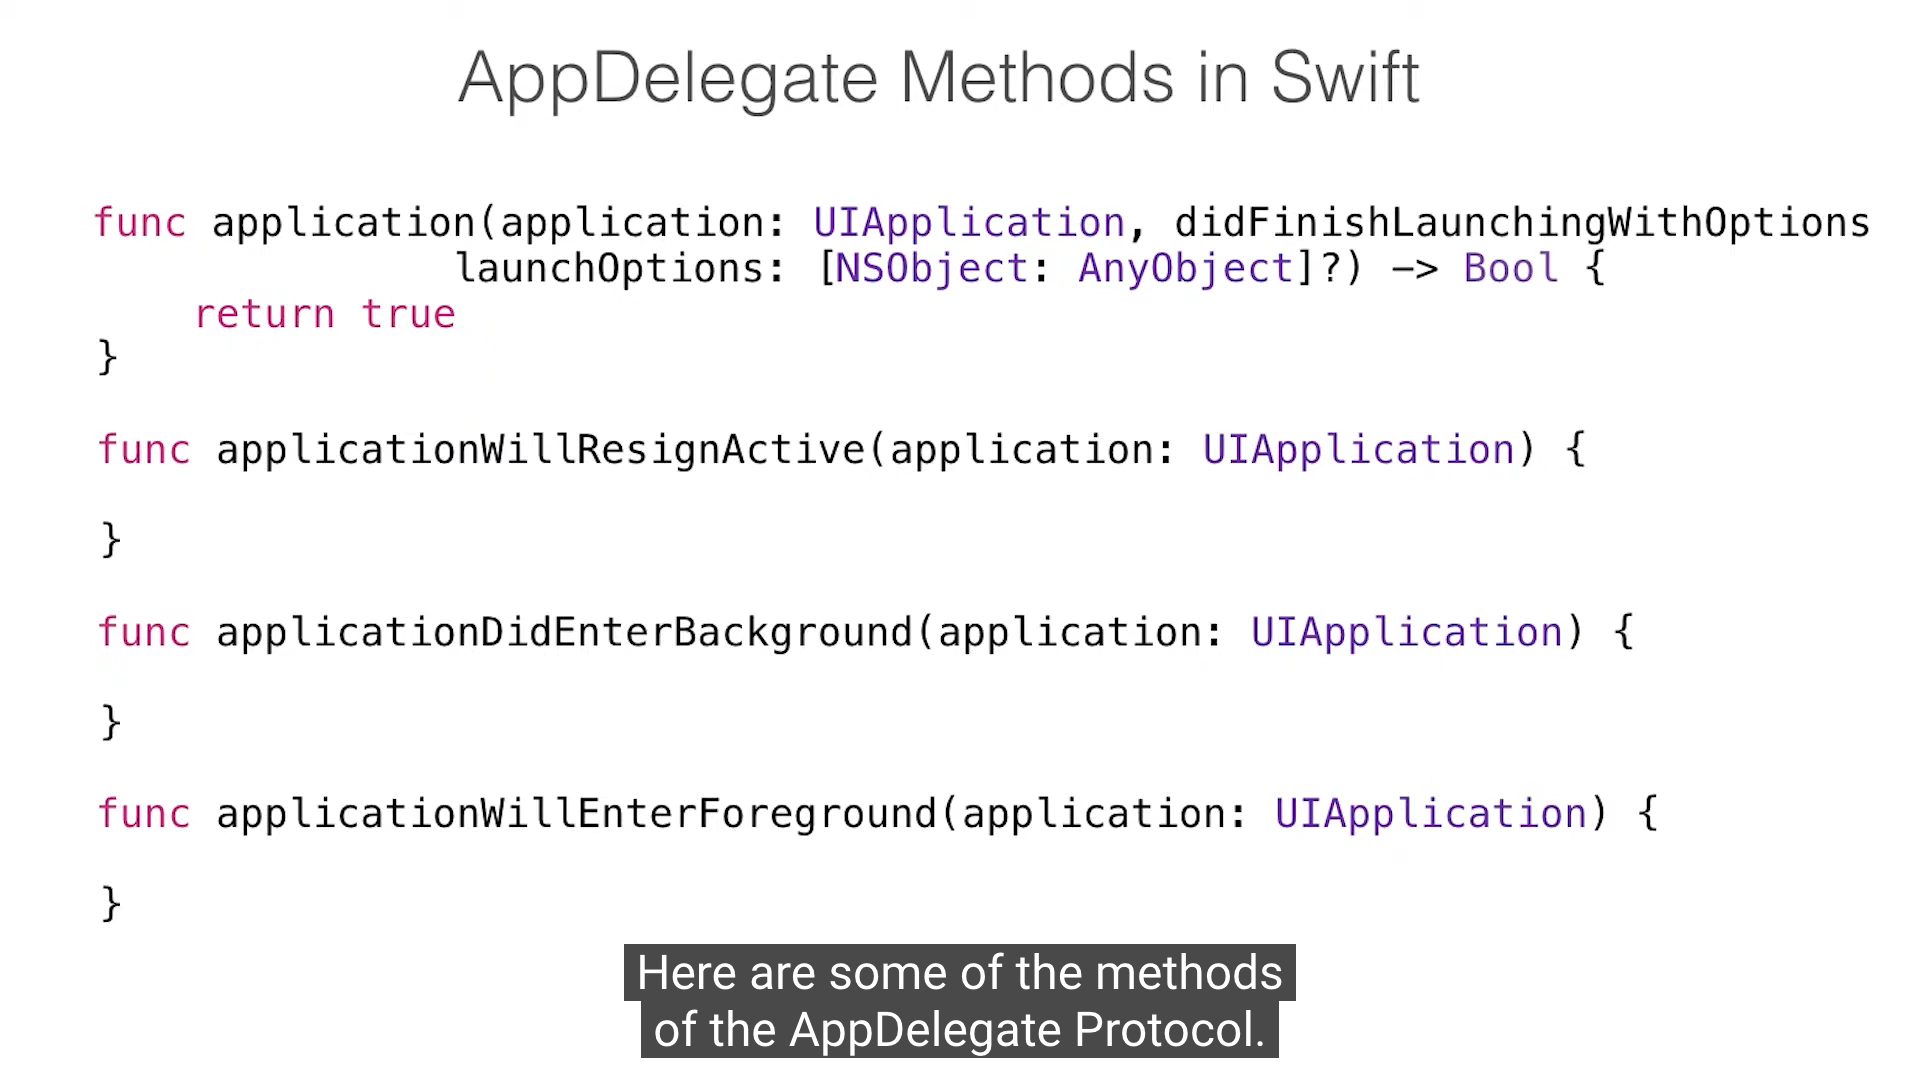 AppDelegate Methods in Swift
func application(application: UIApplication, didFinishLaunchingWithOptions
launchOptions: [NSObject: AnyObject]?) -> Bool {
return true
}
func applicationWillResignActive(application: UIApplication) {
}
func applicationDidEnterBackground(application: UIApplication) {
}
func applicationWillEnterForeground(application: UIApplication) {
}
Here are some of the methods
of the AppDelegate Protocol.